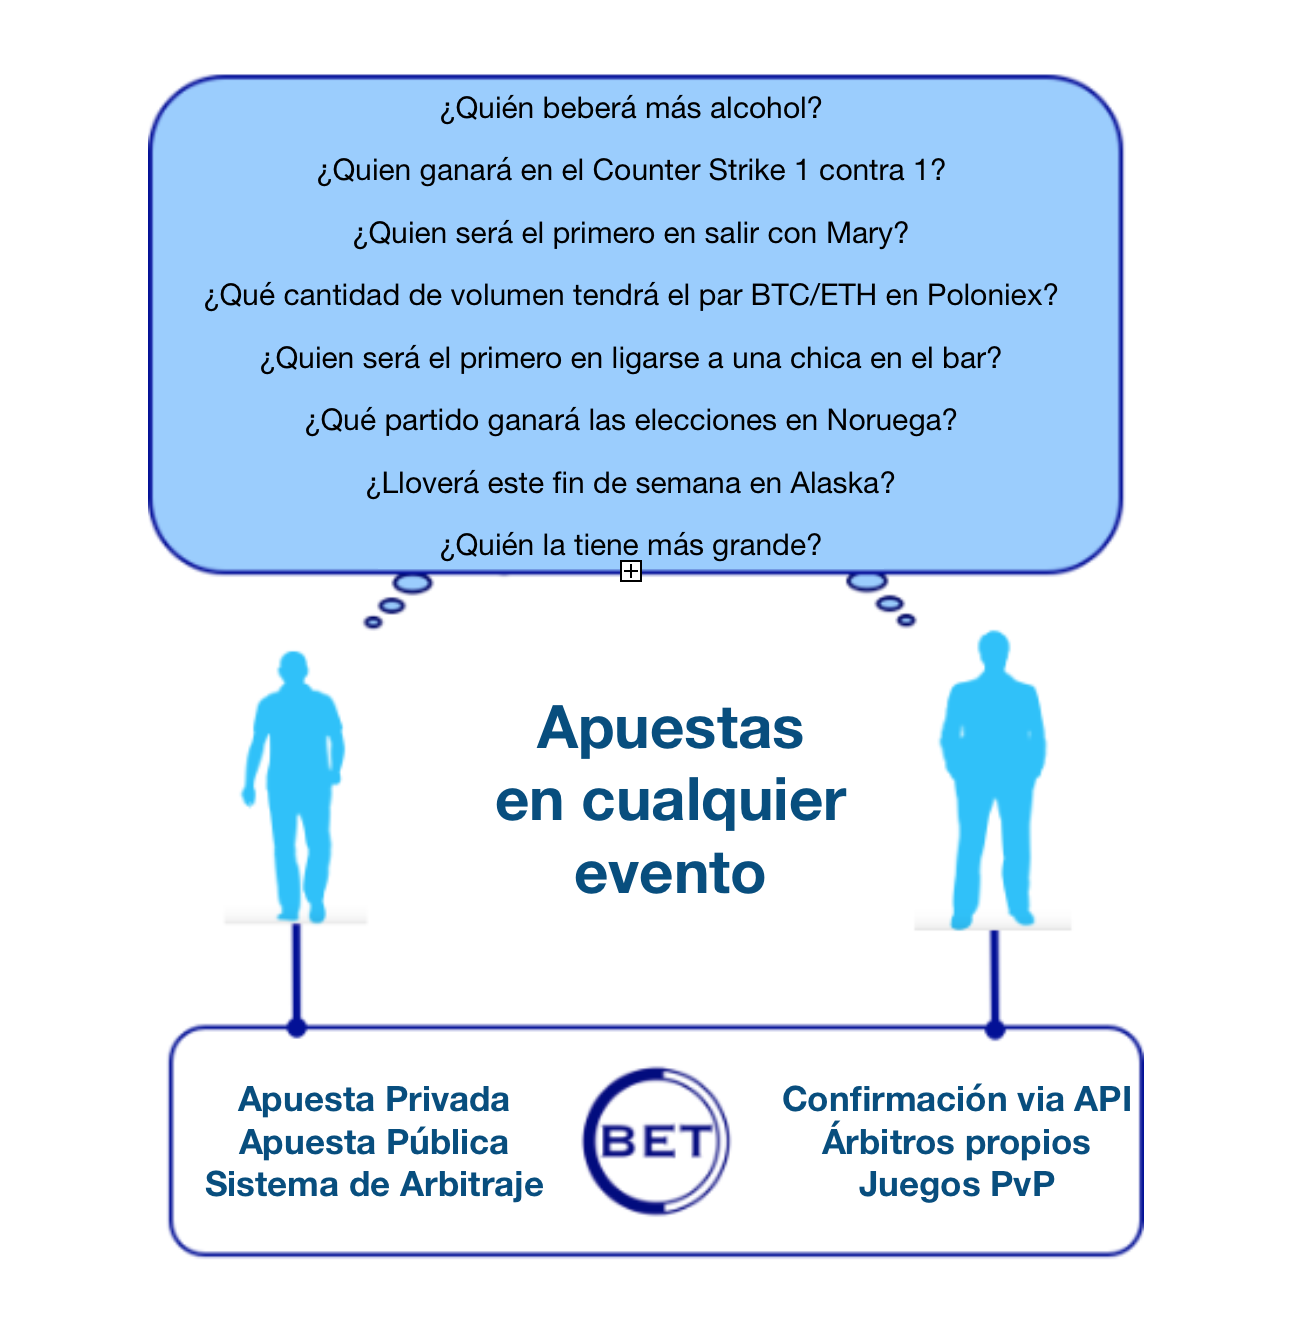 ¿Quién beberá más alcohol?
¿Quien ganará en el Counter Strike 1 contra 1?
¿Quien será el primero en salir con Mary?
¿Qué cantidad de volumen tendrá el par BTC/ETH en Poloniex?
¿Quien será el primero en ligarse a una chica en el bar?
¿Qué partido ganará las elecciones en Noruega?
¿Lloverá este fin de semana en Alaska?
¿Quién la tiene más grande?
Apuestas
en cualquier
evento
Apuesta Privada
Apuesta Pública
Sistema de Arbitraje
BET
Confirmación via API
Árbitros propios
Juegos PvP